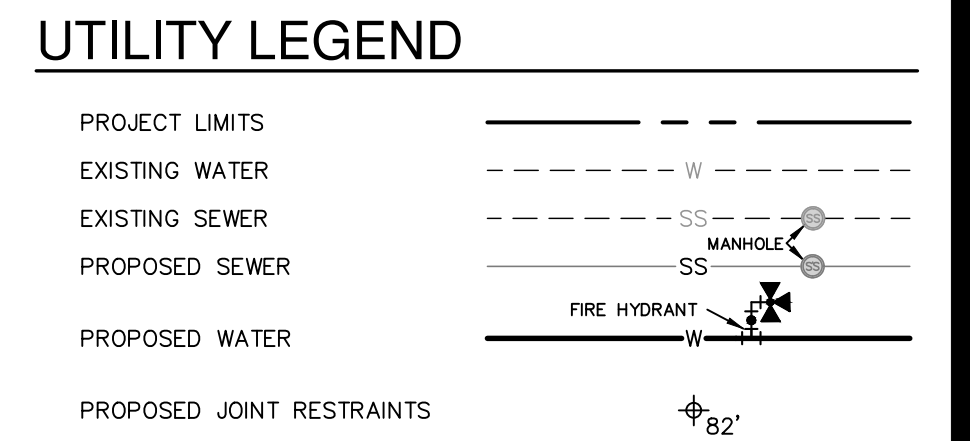 UTILITY LEGEND
PROJECT LIMITS
EXISTING WATER W
EXISTING SEWER SS SS
MANHOLE
PROPOSED SEWER SS SS
FIRE HYDRANT
PROPOSED WATER W
PROPOSED JOINT RESTRAINTS 82'